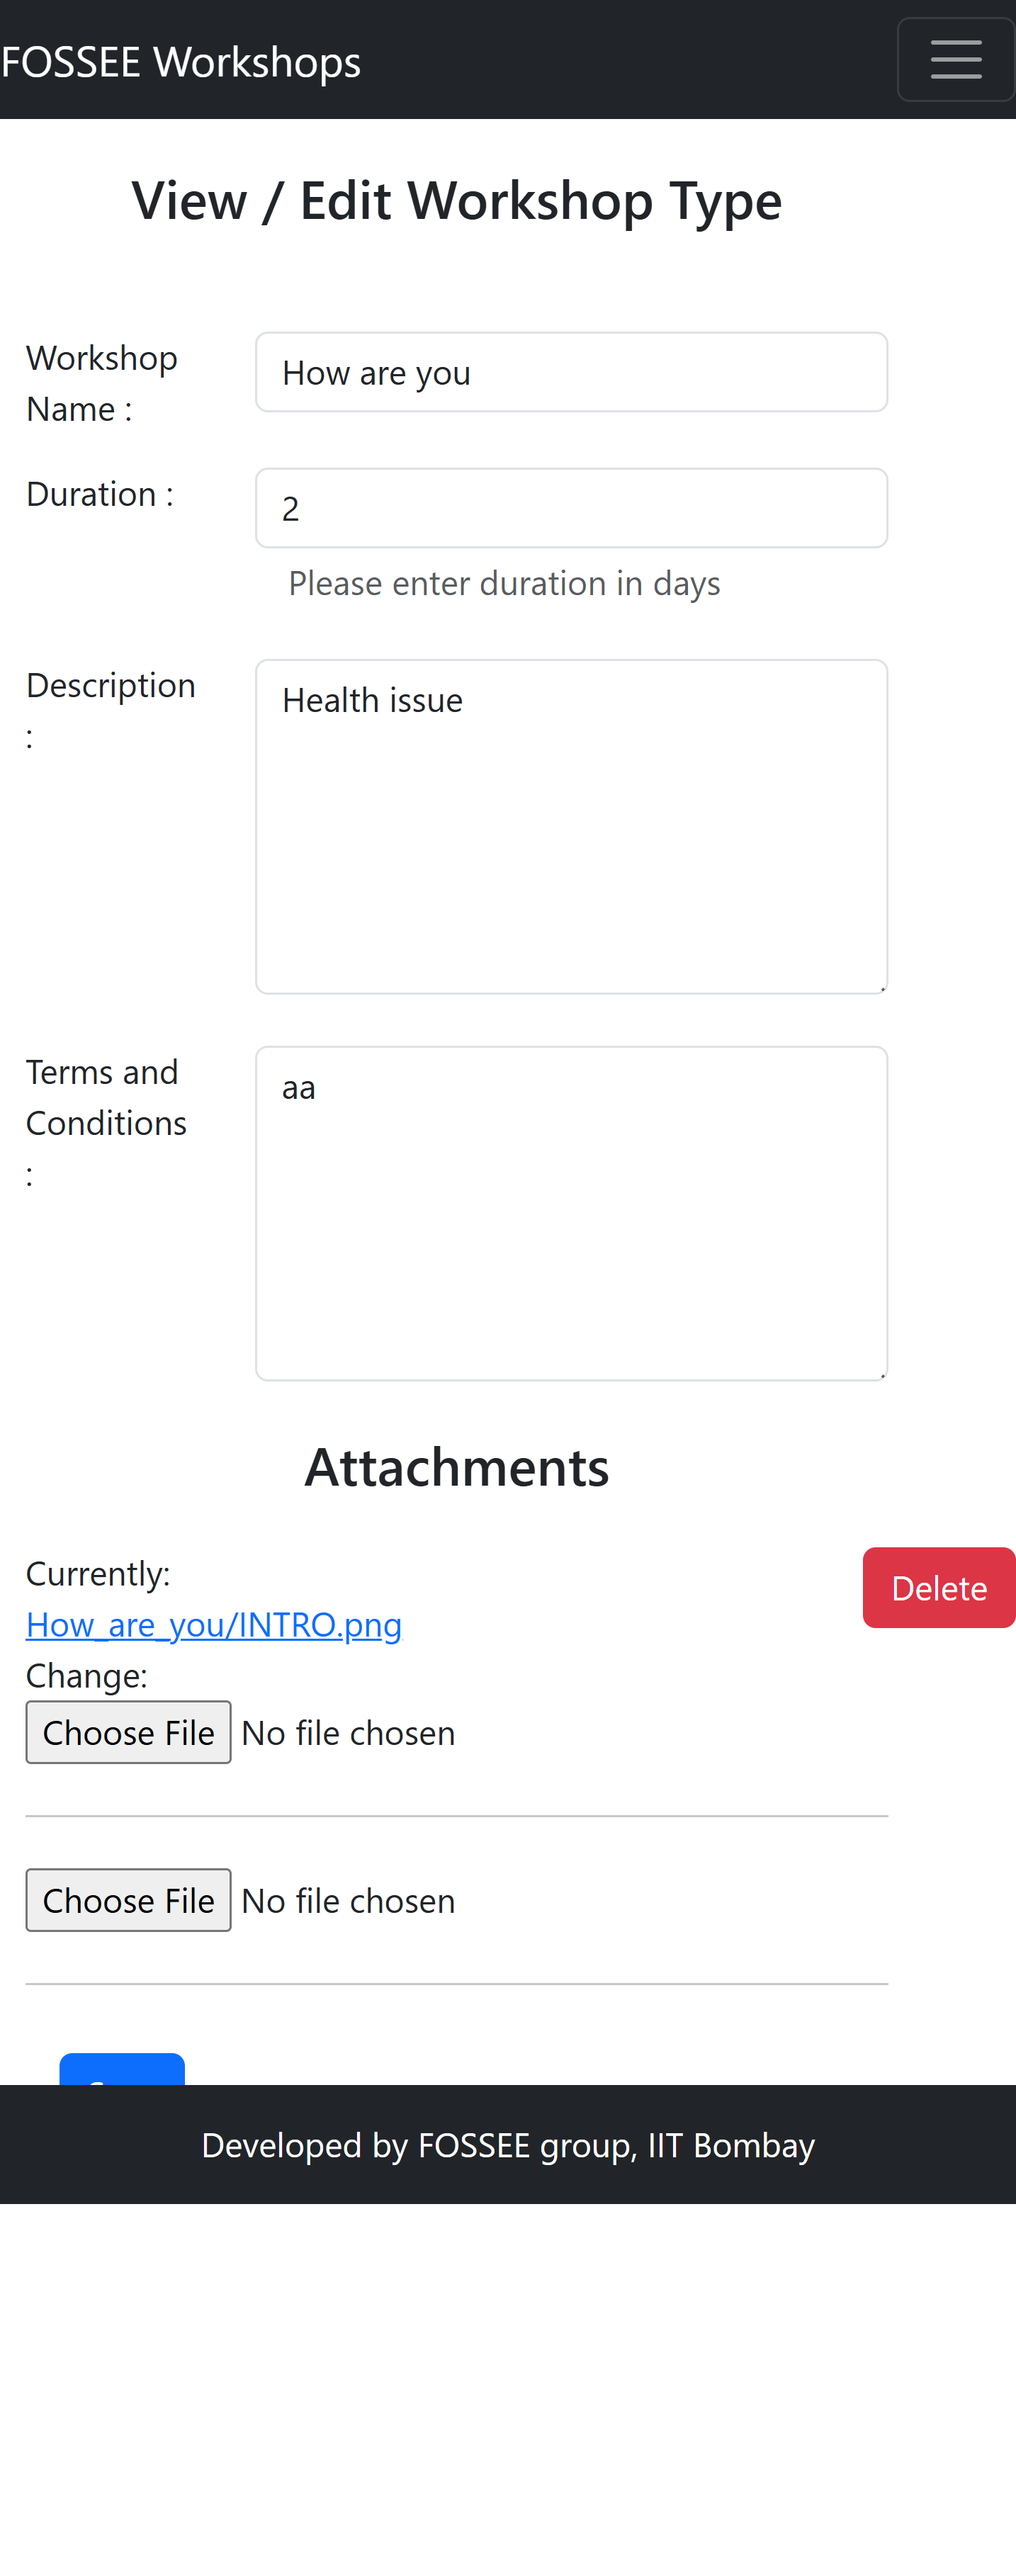 FOSSEE Workshops
View / Edit Workshop Type
Workshop
Name :
How are you
Duration :
2
Please enter duration in days
Description
:
Health issue
Terms and
Conditions
:
aa
Attachments
Currently:
Delete
How_are_you/INTRO.png
Change:
Choose File No file chosen
Choose File No file chosen
Developed by FOSSEE group, IIT Bombay